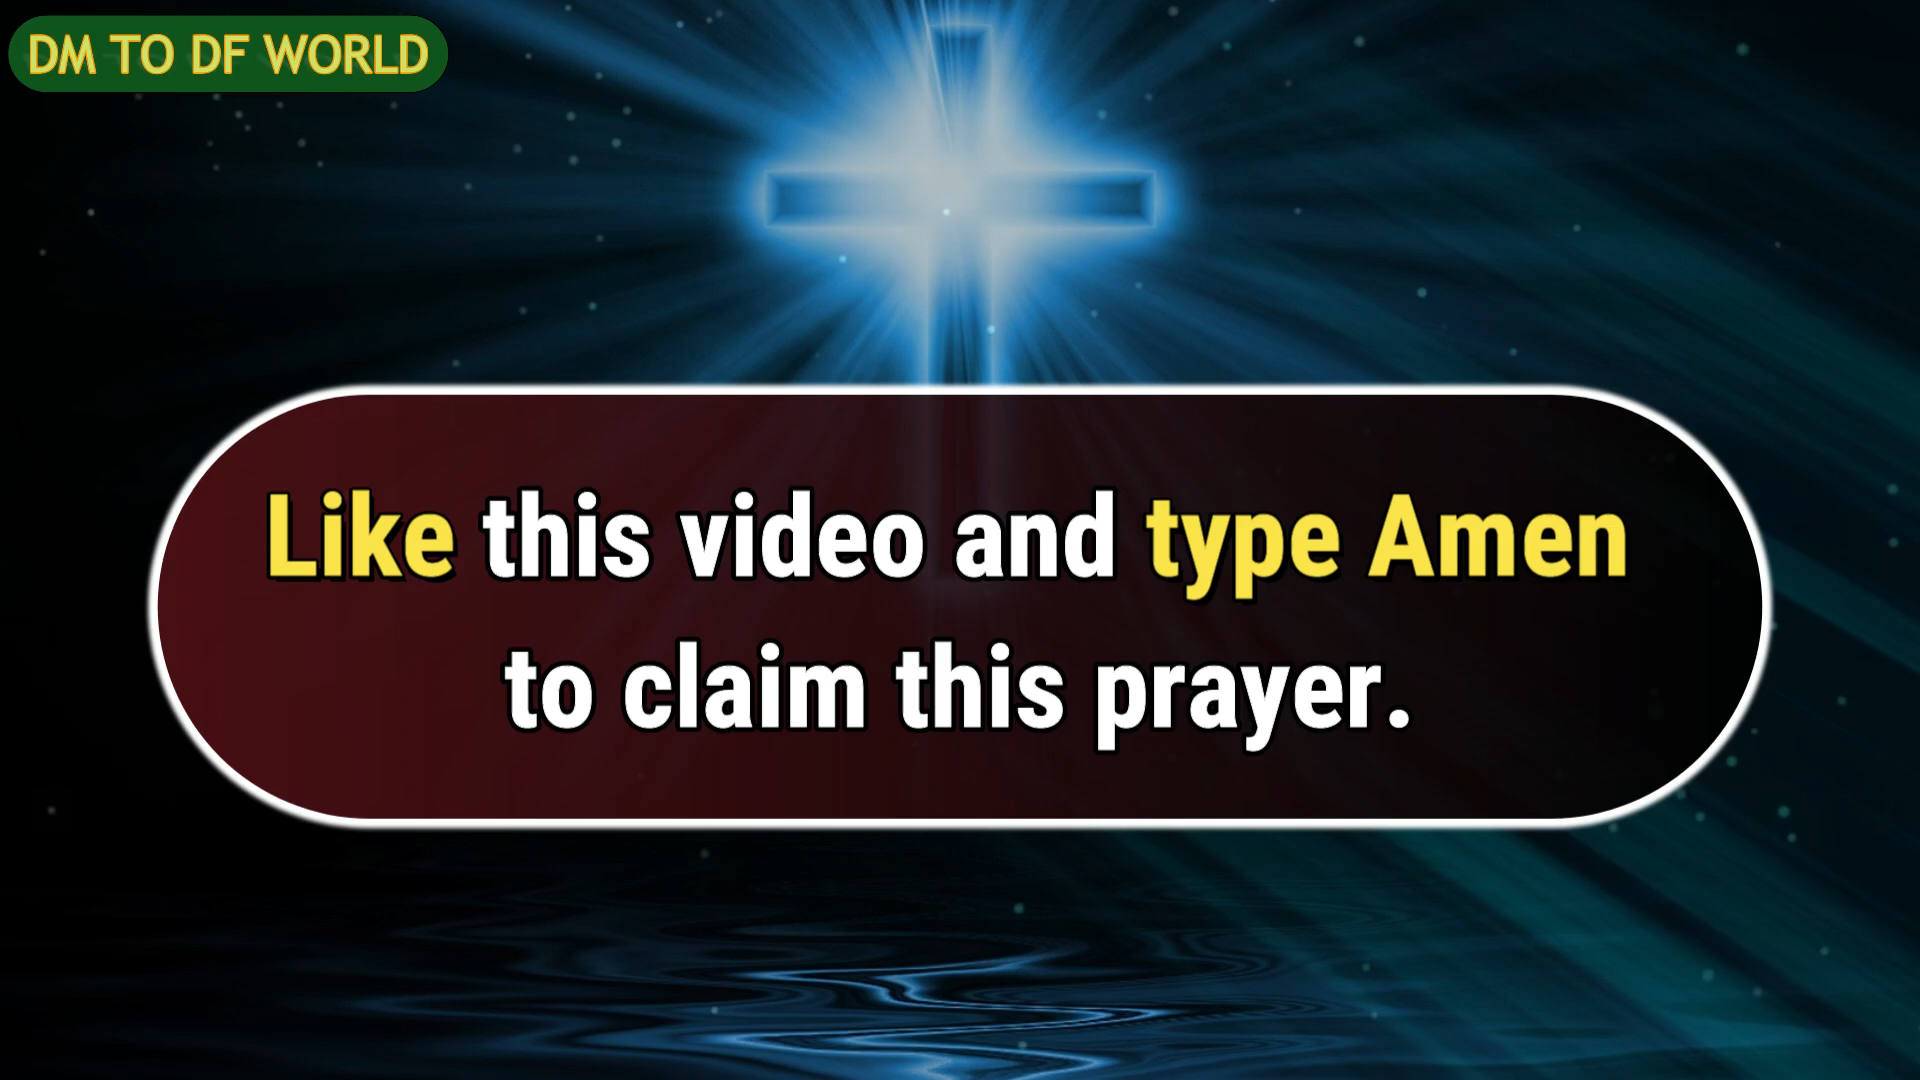 DM TO DF WORLD
Like this video and type Amen
to claim this prayer.